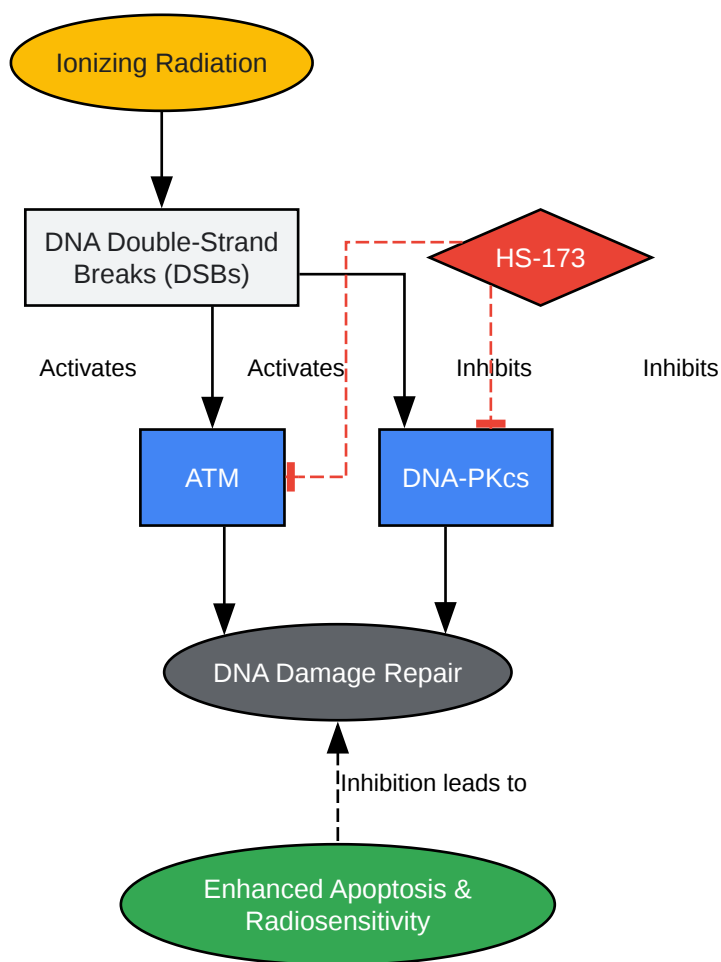 Ionizing Radiation
DNA Double-Strand
Breaks (DSBs)
HS-173
Activates
Activates
Inhibits
Inhibits
ATM
DNA-PKcs
DNA Damage Repair
Inhibition leads to
Enhanced Apoptosis &
Radiosensitivity